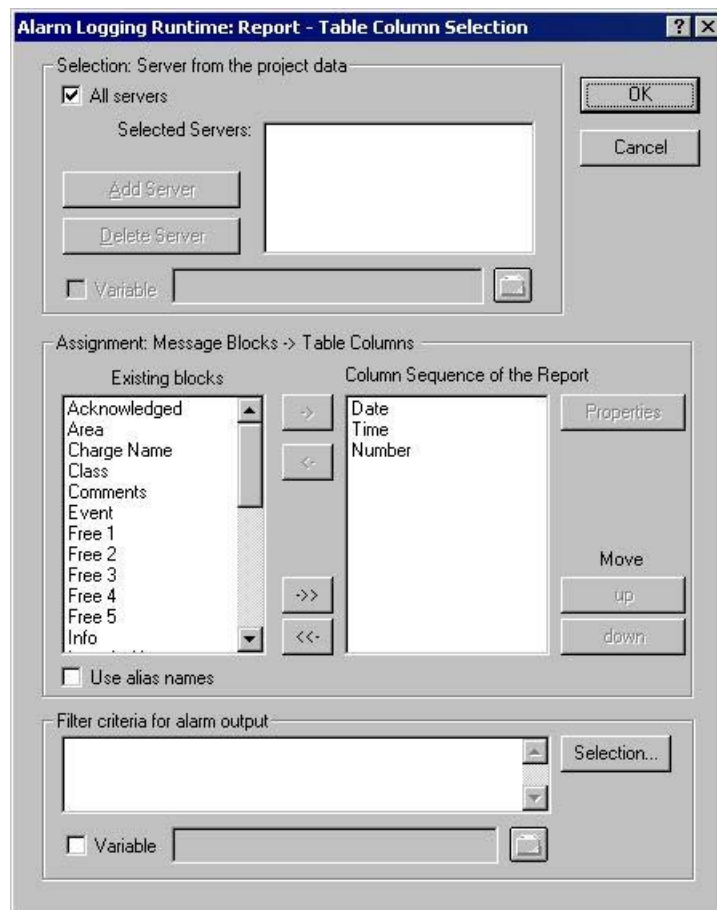 Alarm Logging Runtime: Report - Table Column Selection
Selection: Server from the project data
All servers
OK
Selected Servers:
Cancel
Add Server
Delete Server
Variable
Assignment: Message Blocks -> Table Columns
Existing blocks
Column Sequence of the Report
Acknowledged
Area
Charge Name
Class
Comments
Event
Free 1
Free 2
Free 3
Free 4
Free 5
Info
->
<-
->>
<<-
Date
Time
Number
Properties
Move
up
down
Use alias names
Filter criteria for alarm output
Selection...
Variable